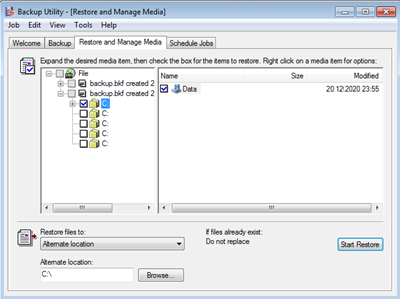 Backup Utility - [Restore and Manage Media]
Job Edit View Tools Help
Welcome Backup Restore and Manage Media Schedule Jobs
Expand the desired media item, then check the box for the items to restore. Right click on a media item for options:
File
backup.bkf created 2
backup.bkf created 2
C:
C:
C:
C:
C:
Name Size Modified
Data 20.12.2020 23:55
Restore files to:
Alternate location
If files already exist:
Do not replace
Start Restore
Alternate location:
C:\
Browse...